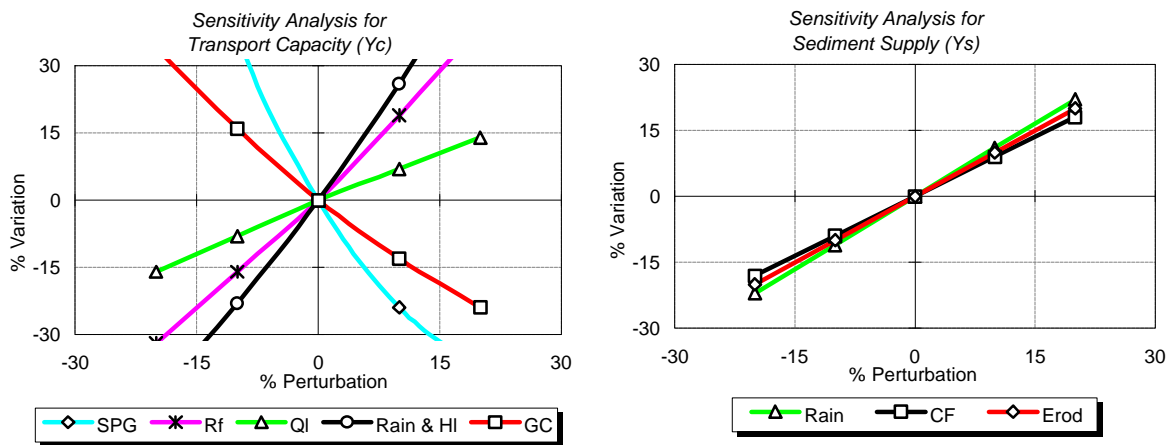 Sensitivity Analysis for
Transport Capacity (Yc)
30
15
0
-15
-30
% Variation
-30 -15 0 15 30
% Perturbation
SPG Rf Ql Rain & Hl GC
Sensitivity Analysis for
Sediment Supply (Ys)
30
15
0
-15
-30
% Variation
-30 -15 0 15 30
% Perturbation
Rain CF Erod